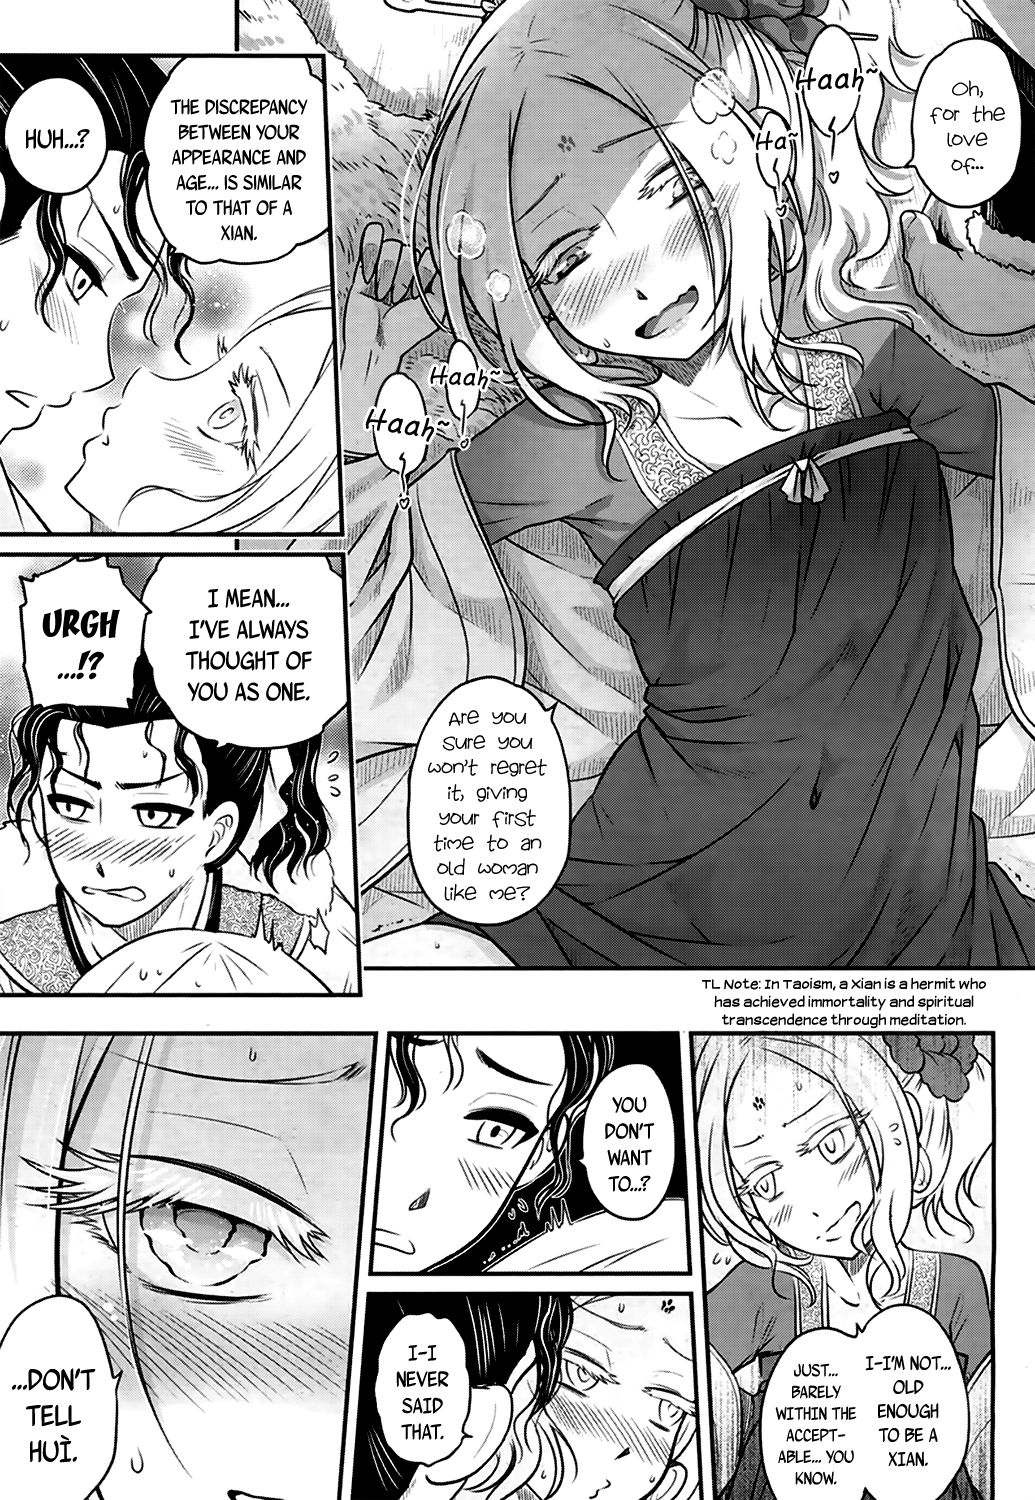 Oh,
for the
love
of...
Haah~
Ha~
Haah~
Haah~
Are you
sure you
won't regret
it, giving
your first
time to an
old woman
like me?
THE DISCREPANCY
BETWEEN YOUR
APPEARANCE AND
AGE... IS SIMILAR
TO THAT OF A
XIAN.
HUH...?
I MEAN...
I'VE ALWAYS
THOUGHT OF
YOU AS ONE.
URGH
...!?
TL Note: In Taoism, a Xian is a hermit who
has achieved immortality and spiritual
transcendence through meditation.
I-I'M NOT...
OLD
ENOUGH
TO BE A
XIAN.
JUST...
BARELY
WITHIN THE
ACCEPT-
ABLE... YOU
KNOW.
YOU
DON'T
WANT
TO...?
I-I
NEVER
SAID
THAT.
...DON'T
TELL
HUÌ.